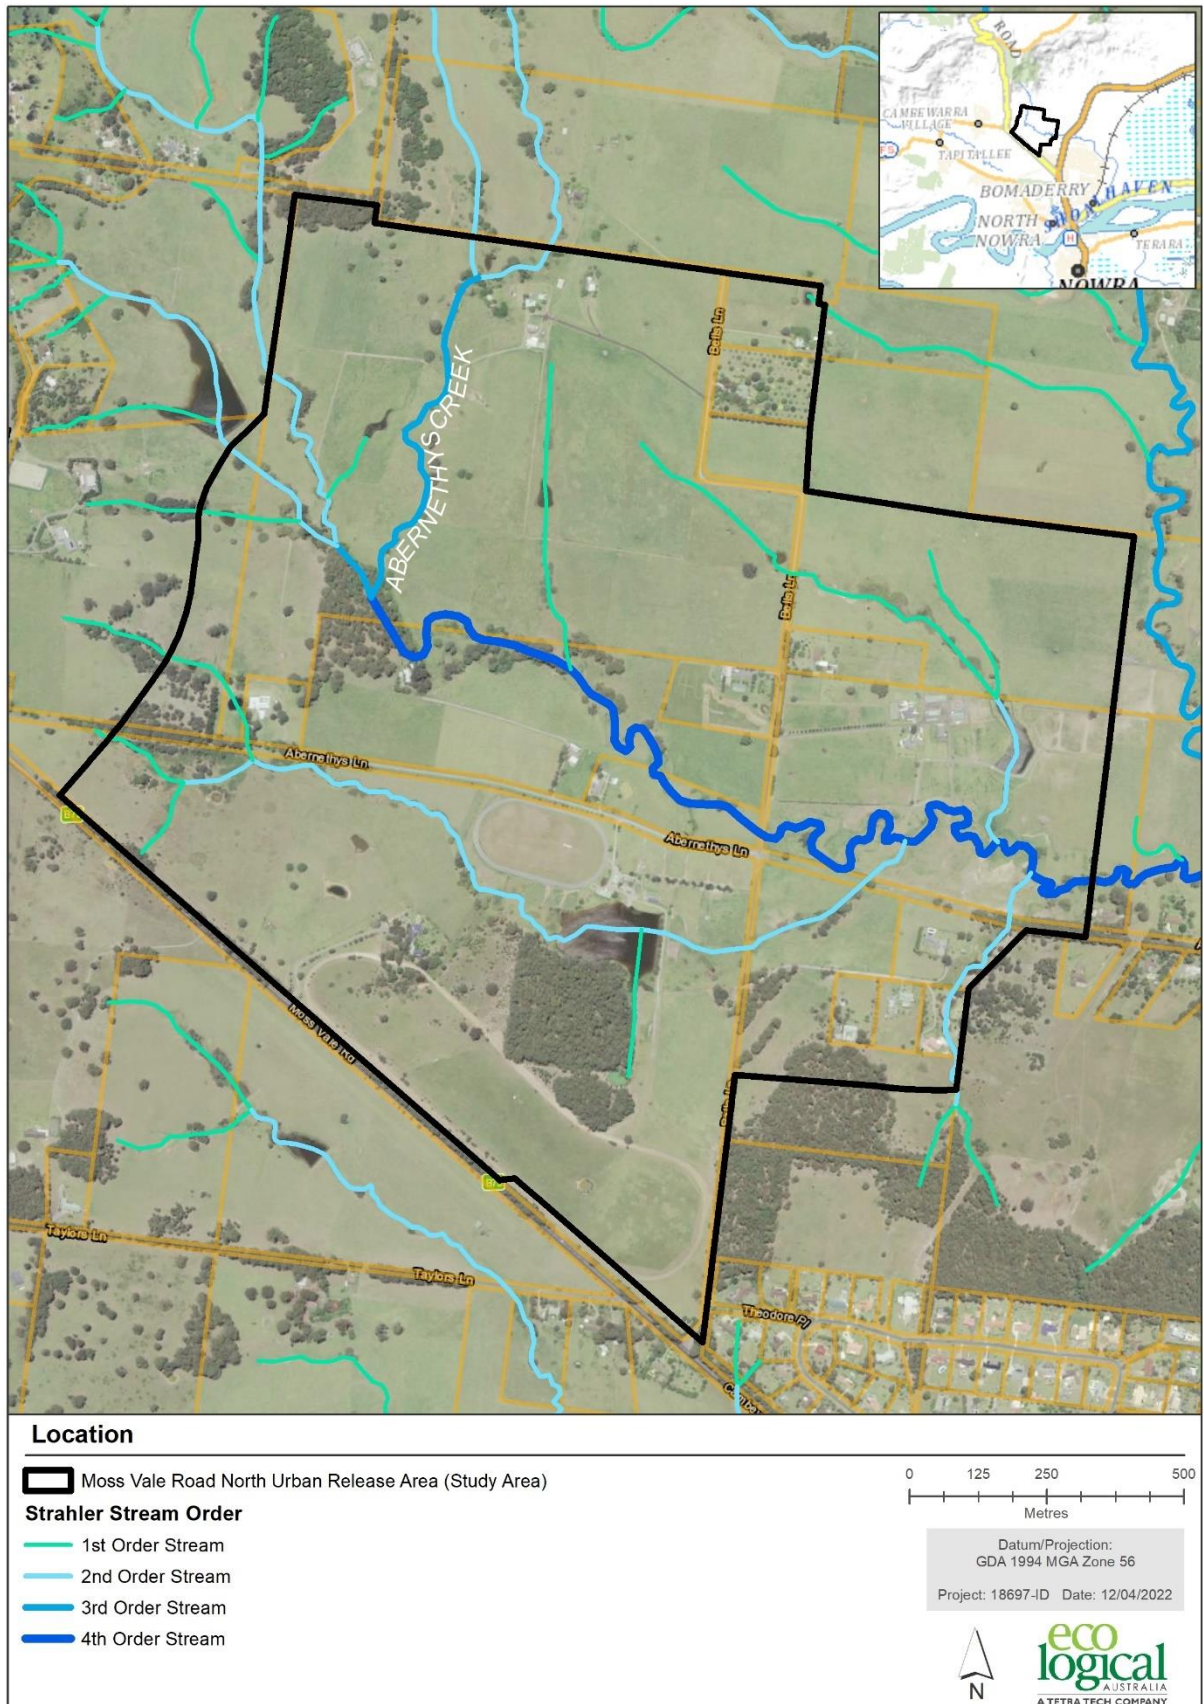 ROAD
CAMBEWARRA
VILLAGE
TAPITALLEE
BOMADERRY
SHOALHAVEN
NORTH
NOWRA
H
TERARA
NOWRA
Bells Ln
ABERNETHYS CREEK
Bells Ln
Abernethys Ln
Abernethys Ln
Moss Vale Rd
Taylors Ln
Taylors Ln
Theodore Pl
Location
Moss Vale Road North Urban Release Area (Study Area)
Strahler Stream Order
1st Order Stream
2nd Order Stream
3rd Order Stream
4th Order Stream
0 125 250 500
Metres
Datum/Projection:
GDA 1994 MGA Zone 56
Project: 18697-ID Date: 12/04/2022
N
eco
logical
AUSTRALIA
A TETRA TECH COMPANY